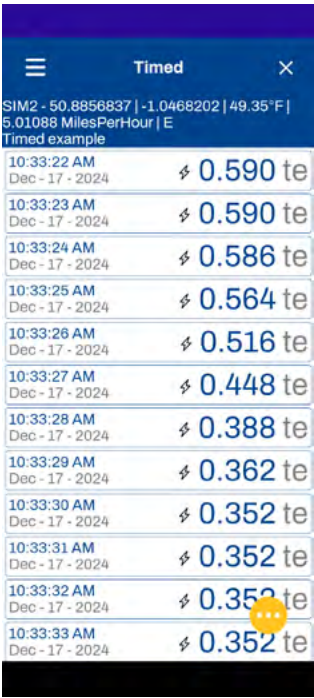 Timed
SIM2 - 50.8856837 | -1.0468202 | 49.35°F |
5.01088 MilesPerHour | E
Timed example
10:33:22 AM
Dec - 17 - 2024
0.590 te
10:33:23 AM
Dec - 17 - 2024
0.590 te
10:33:24 AM
Dec - 17 - 2024
0.586 te
10:33:25 AM
Dec - 17 - 2024
0.564 te
10:33:26 AM
Dec - 17 - 2024
0.516 te
10:33:27 AM
Dec - 17 - 2024
0.448 te
10:33:28 AM
Dec - 17 - 2024
0.388 te
10:33:29 AM
Dec - 17 - 2024
0.362 te
10:33:30 AM
Dec - 17 - 2024
0.352 te
10:33:31 AM
Dec - 17 - 2024
0.352 te
10:33:32 AM
Dec - 17 - 2024
te
10:33:33 AM
Dec - 17 - 2024
0.352 te